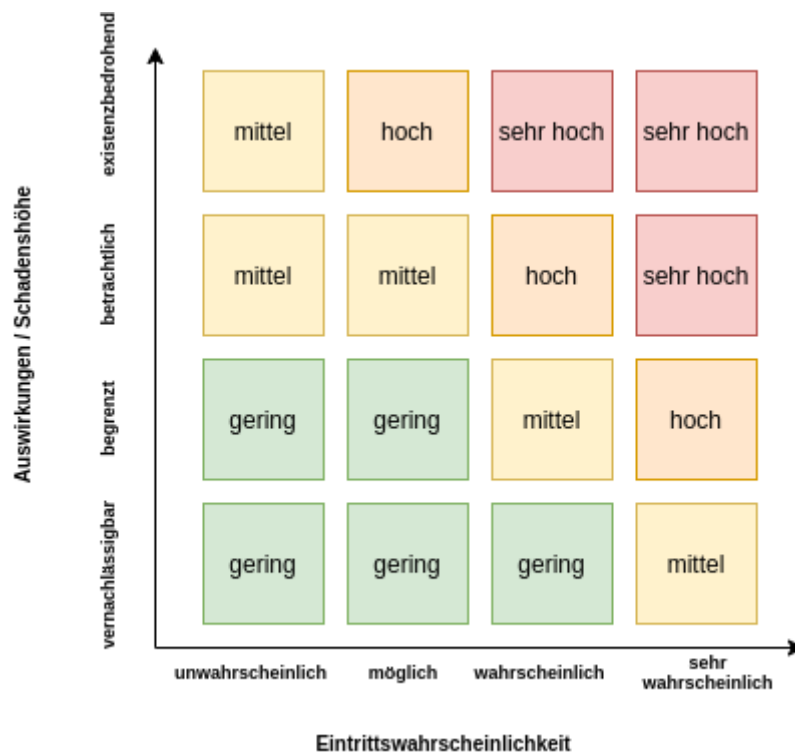 Auswirkungen / Schadenshöhe
existenzbedrohend
mittel
hoch
sehr hoch
sehr hoch
beträchtlich
mittel
mittel
hoch
sehr hoch
begrenzt
gering
gering
mittel
hoch
vernachlässigbar
gering
gering
gering
mittel
unwahrscheinlich
möglich
wahrscheinlich
sehr
wahrscheinlich
Eintrittswahrscheinlichkeit